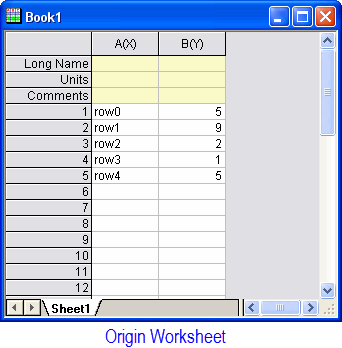 Book1
A(X) B(Y)
Long Name
Units
Comments
1 row0 5
2 row1 9
3 row2 2
4 row3 1
5 row4 5
6
7
8
9
10
11
12
Sheet1
Origin Worksheet